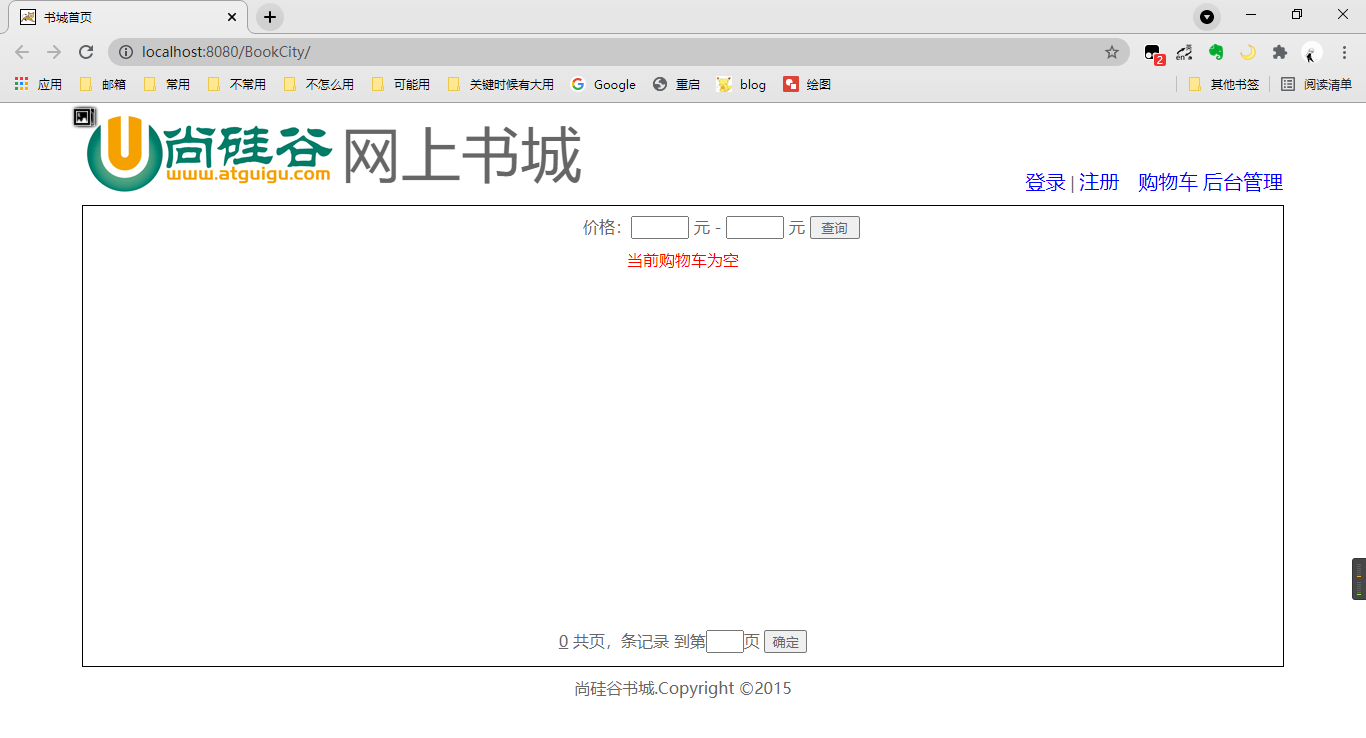 书城首页
localhost:8080/BookCity/
2
en 英
应用 邮箱 常用 不常用 不怎么用 可能用 关键时候有大用 Google 重启 blog 绘图 其他书签 阅读清单
尚硅谷 网上书城
www.atguigu.com
登录 | 注册 购物车 后台管理
价格： 元 - 元 查询
当前购物车为空
0 共页，条记录 到第 页 确定
尚硅谷书城.Copyright ©2015